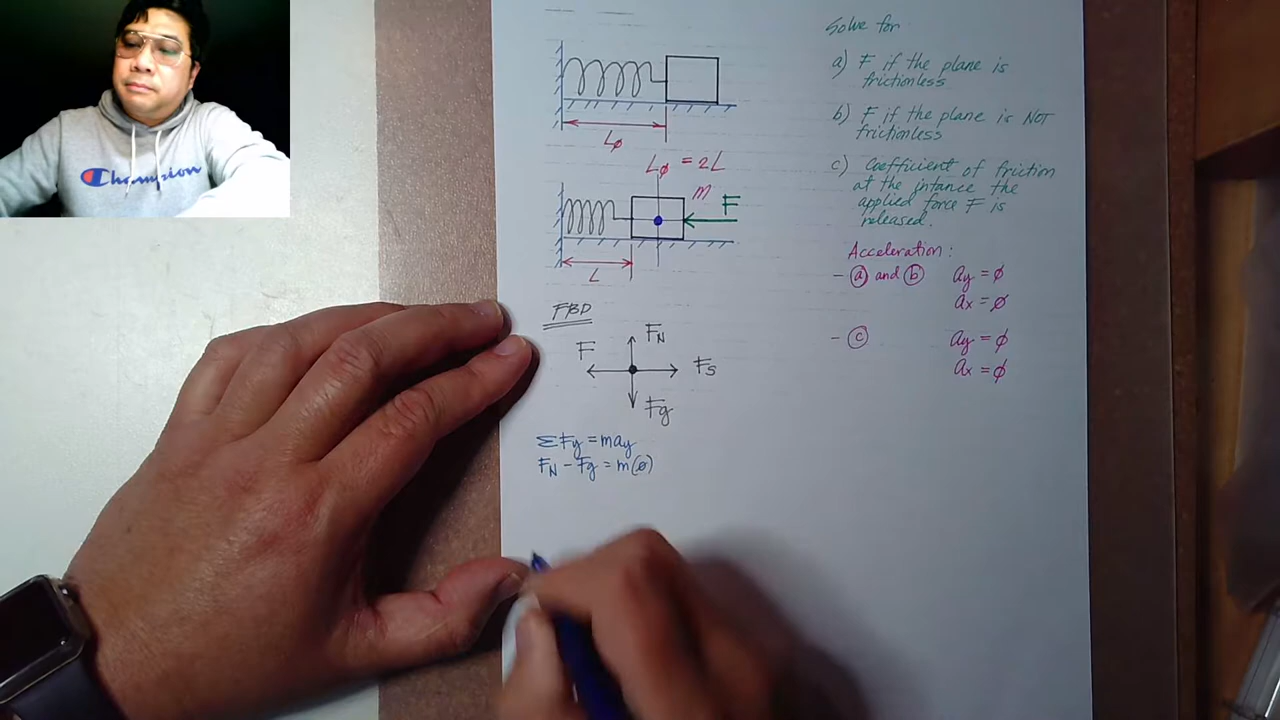 Champion
Solve for
a) F if the plane is
frictionless
b) F if the plane is NOT
frictionless
c) Coefficient of friction
at the intance the
applied force F is
released.
Acceleration:
- ⓐ and ⓑ ay = ø
ax = ø
- ⓒ ay = ø
ax = ø
Lø
Lø = 2L
m
F
L
FBD
FN
F
Fs
Fg
ΣFy = may
FN - Fg = m(ø)